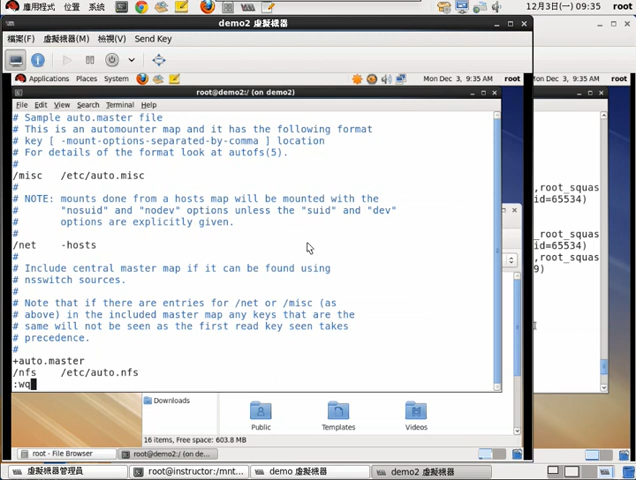 應用程式 位置 系統
12月3日(一) 09:35 root
demo2 虛擬機器
檔案(F) 虛擬機器(M) 檢視(V) Send Key
Applications Places System
Mon Dec 3, 9:35 AM root
Mon Dec 3, 9:35 AM root
root@demo2:/ (on demo2)
File Edit View Search Terminal Help
# Sample auto.master file
# This is an automounter map and it has the following format
# key [ -mount-options-separated-by-comma ] location
# For details of the format look at autofs(5).
#
/misc /etc/auto.misc
#
# NOTE: mounts done from a hosts map will be mounted with the
# "nosuid" and "nodev" options unless the "suid" and "dev"
# options are explicitly given.
#
/net -hosts
#
# Include central master map if it can be found using
# nsswitch sources.
#
# Note that if there are entries for /net or /misc (as
# above) in the included master map any keys that are the
# same will not be seen as the first read key seen takes
# precedence.
#
+auto.master
/nfs /etc/auto.nfs
:wq
,root_squas
id=65534)
_root_squas
id=65534)
,root_squas
9)
Downloads
Public Templates Videos
16 items, Free space: 603.8 MB
root - File Browser
root@demo2:/ (on de...
虛擬機器管理員
root@instructor:/mnt...
demo 虛擬機器
demo2 虛擬機器